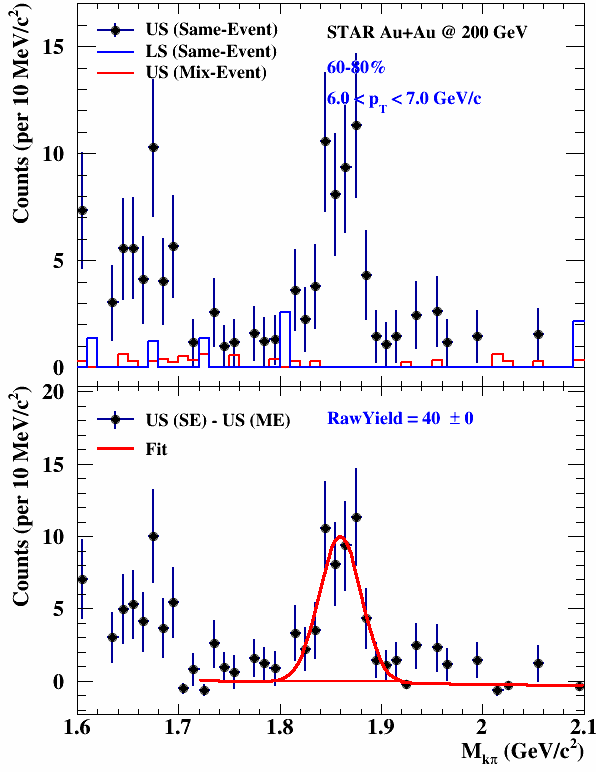 US (Same-Event)
LS (Same-Event)
US (Mix-Event)
STAR Au+Au @ 200 GeV
60-80%
6.0 < p_T < 7.0 GeV/c
Counts (per 10 MeV/c²)
15
10
5
0
US (SE) - US (ME)
Fit
RawYield = 40 ± 0
Counts (per 10 MeV/c²)
20
15
10
5
0
1.6 1.7 1.8 1.9 2 2.1
M_kπ (GeV/c²)